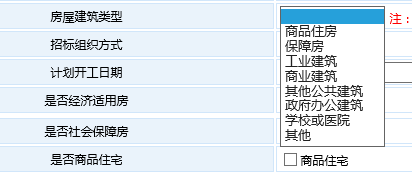 房屋建筑类型
注：
商品住房
招标组织方式
保障房
工业建筑
计划开工日期
商业建筑
其他公共建筑
是否经济适用房
政府办公建筑
学校或医院
是否社会保障房
其他
是否商品住宅
商品住宅